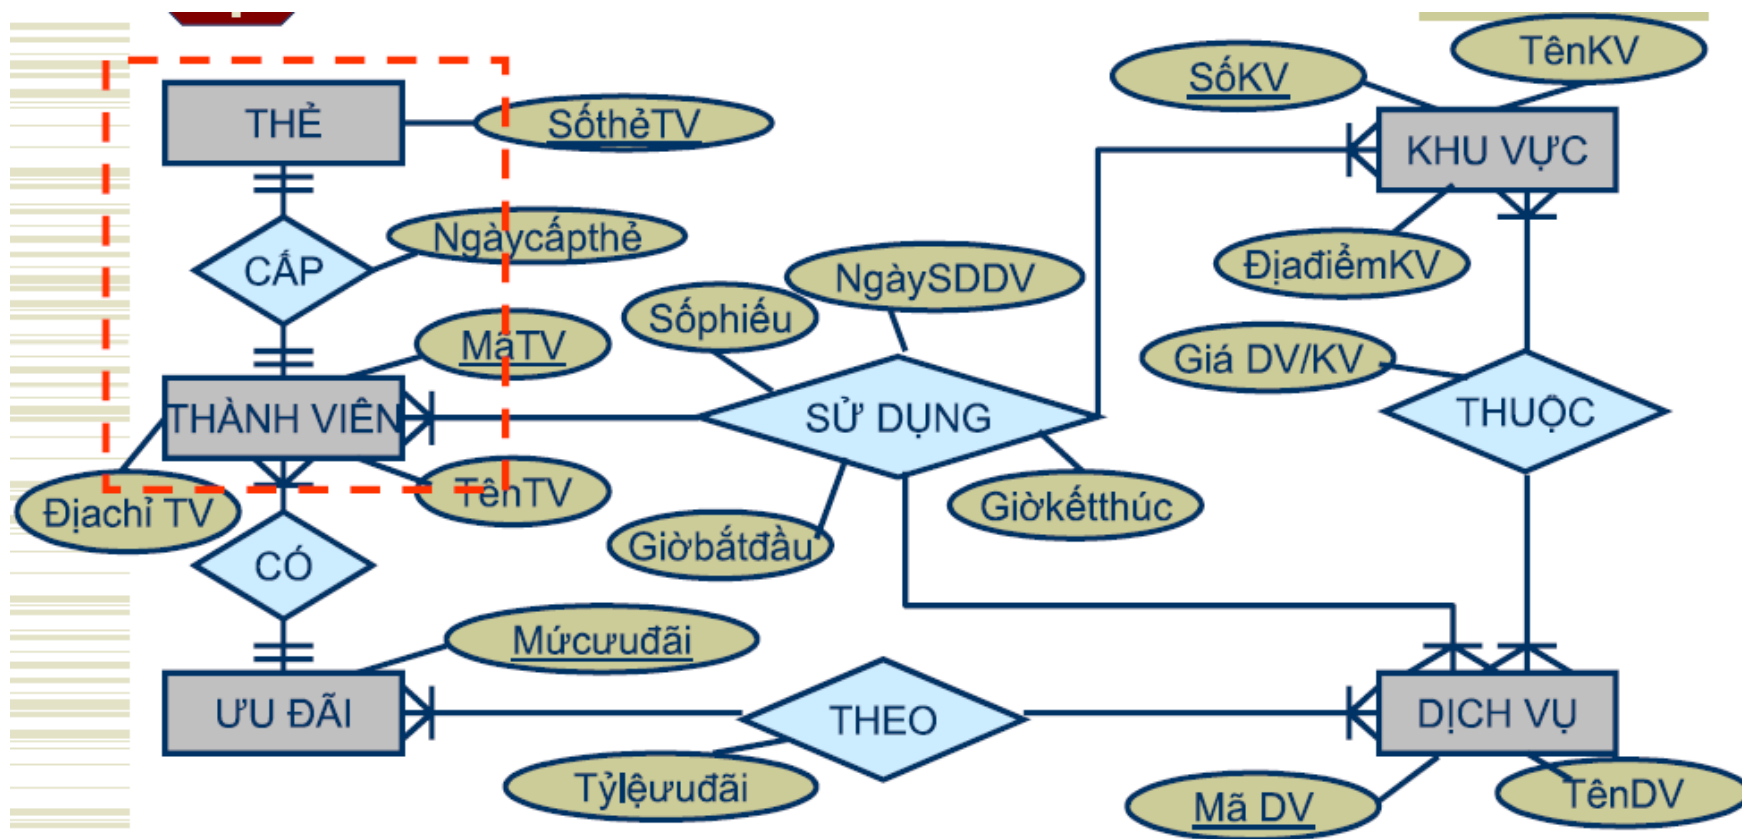 TênKV
SốKV
THẺ
SốthẻTV
KHU VỰC
Ngàycấpthẻ
CẤP
ĐịađiểmKV
NgàySDDV
Sốphiếu
MãTV
Giá DV/KV
THÀNH VIÊN
SỬ DỤNG
THUỘC
TênTV
Địachỉ TV
Giờkếtthúc
Giờbắtđầu
CÓ
Mứcưuđãi
ƯU ĐÃI
THEO
DỊCH VỤ
Tỷlệưuđãi
Mã DV
TênDV